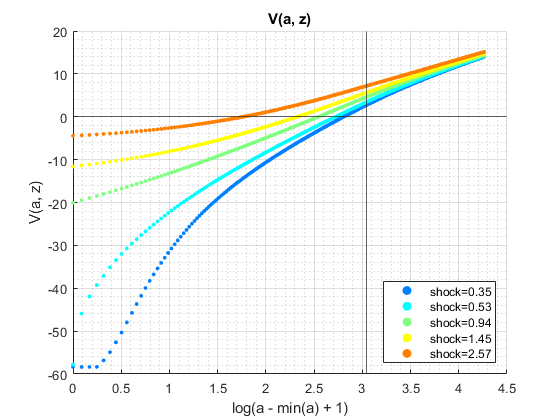 V(a, z)
20
10
0
-10
-20
-30
-40
-50
-60
V(a, z)
0
0.5
1
1.5
2
2.5
3
3.5
4
4.5
log(a - min(a) + 1)
shock=0.35
shock=0.53
shock=0.94
shock=1.45
shock=2.57